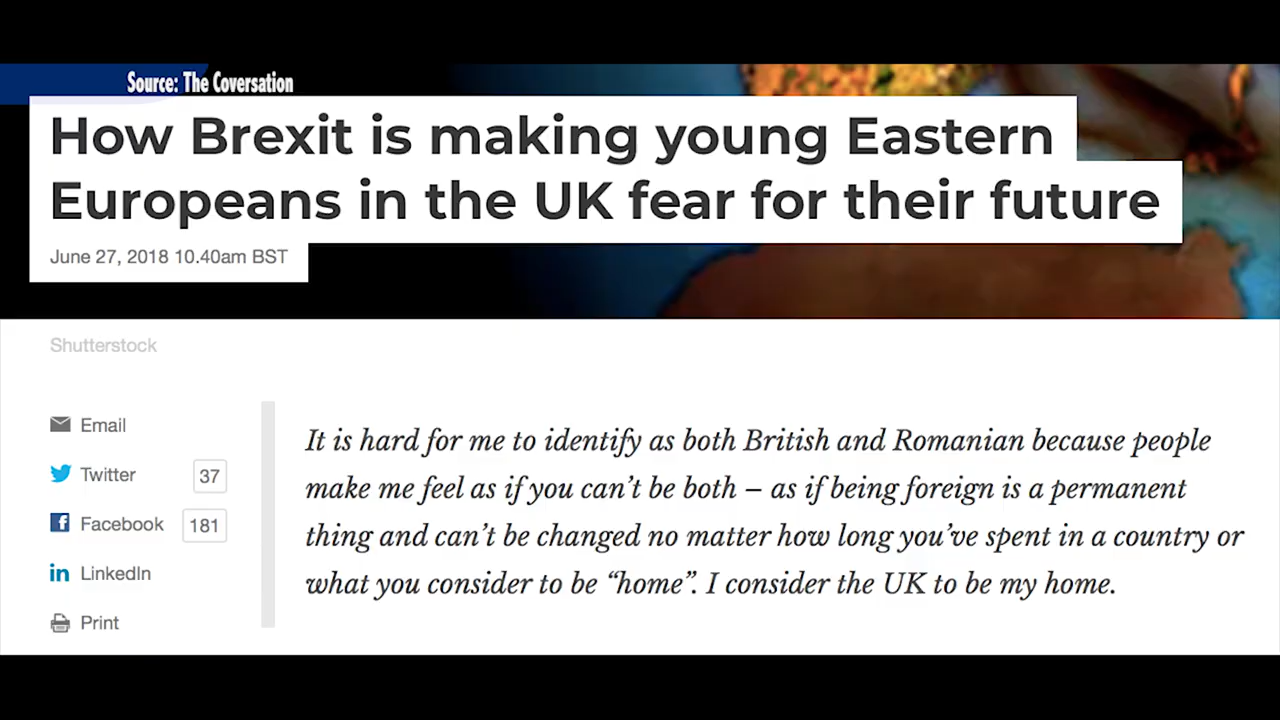 Source: The Coversation
How Brexit is making young Eastern
Europeans in the UK fear for their future
June 27, 2018 10.40am BST
Shutterstock
Email
Twitter 37
Facebook 181
LinkedIn
Print
It is hard for me to identify as both British and Romanian because people
make me feel as if you can’t be both – as if being foreign is a permanent
thing and can’t be changed no matter how long you’ve spent in a country or
what you consider to be “home”. I consider the UK to be my home.